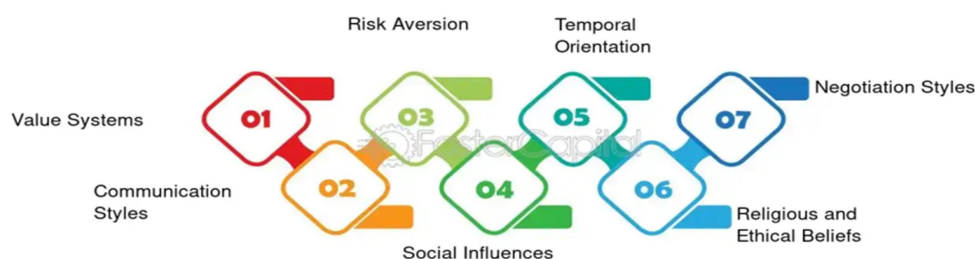 Value Systems
01
Communication
Styles
02
Risk Aversion
03
Social Influences
04
Temporal
Orientation
05
Religious and
Ethical Beliefs
06
Negotiation Styles
07
FasterCapital